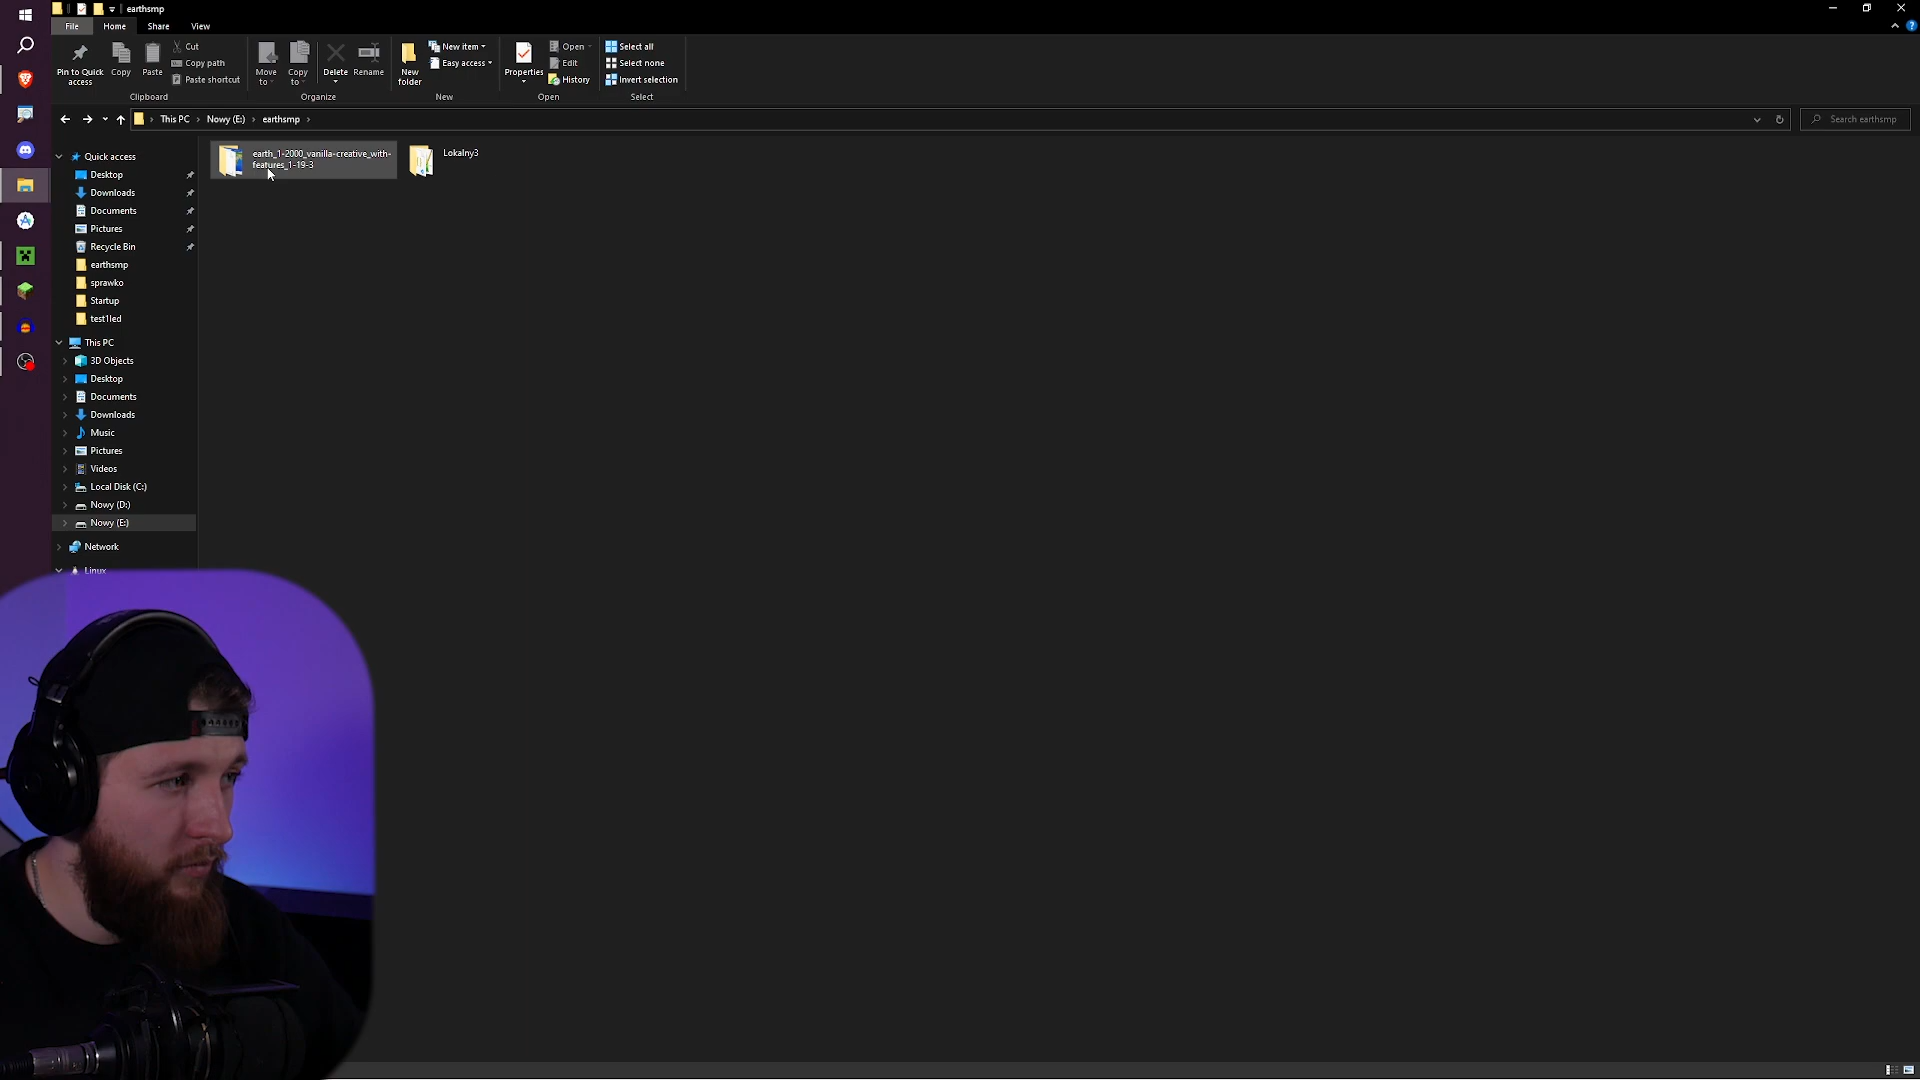 earthsmp
File Home Share View
Pin to Quick access
Copy
Paste
Cut
Copy path
Paste shortcut
Clipboard
Move to
Copy to
Delete
Rename
Organize
New folder
New item
Easy access
New
Properties
Open
Edit
History
Open
Select all
Select none
Invert selection
Select
This PC > Nowy (E:) > earthsmp >
Search earthsmp
Quick access
Desktop
Downloads
Documents
Pictures
Recycle Bin
earthsmp
sprawko
Startup
test1led
This PC
3D Objects
Desktop
Documents
Downloads
Music
Pictures
Videos
Local Disk (C:)
Nowy (D:)
Nowy (E:)
Network
Linux
earth_1-2000_vanilla-creative_with-
features_1-19-3
Lokalny3